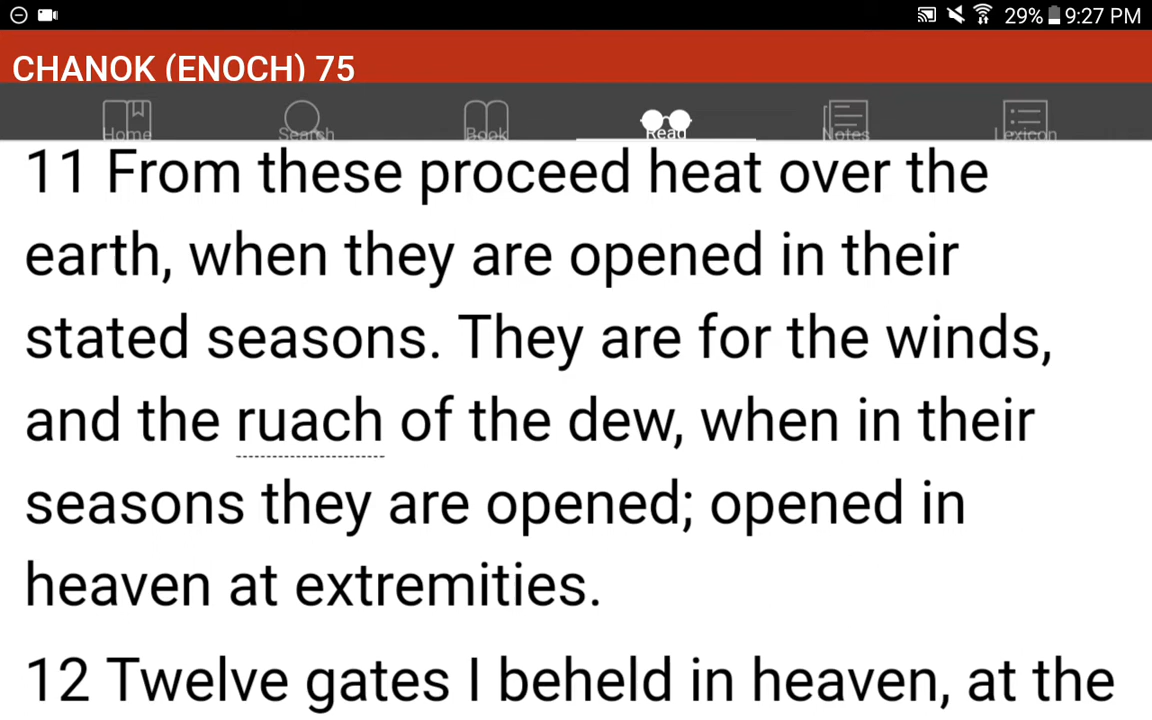 29% 9:27 PM
CHANOK (ENOCH) 75
Home Search Book Read Notes Lexicon
11 From these proceed heat over the
earth, when they are opened in their
stated seasons. They are for the winds,
and the ruach of the dew, when in their
seasons they are opened; opened in
heaven at extremities.
12 Twelve gates I beheld in heaven, at the